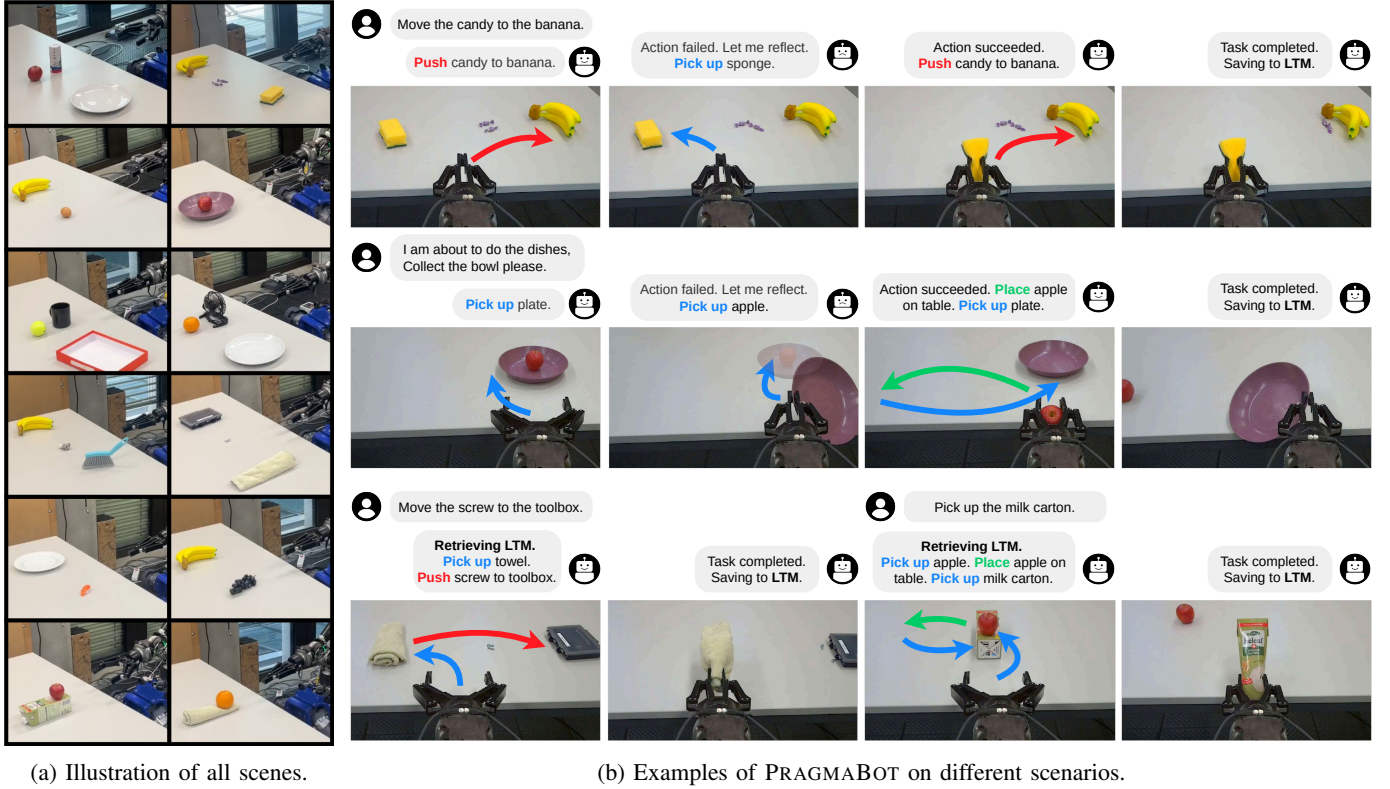 Move the candy to the banana.
Push candy to banana.
Action failed. Let me reflect.
Pick up sponge.
Action succeeded.
Push candy to banana.
Task completed.
Saving to LTM.
I am about to do the dishes,
Collect the bowl please.
Pick up plate.
Action failed. Let me reflect.
Pick up apple.
Action succeeded. Place apple
on table. Pick up plate.
Task completed.
Saving to LTM.
Move the screw to the toolbox.
Retrieving LTM.
Pick up towel.
Push screw to toolbox.
Task completed.
Saving to LTM.
Pick up the milk carton.
Retrieving LTM.
Pick up apple. Place apple on
table. Pick up milk carton.
Task completed.
Saving to LTM.
(a) Illustration of all scenes.
(b) Examples of PRAGMABOT on different scenarios.